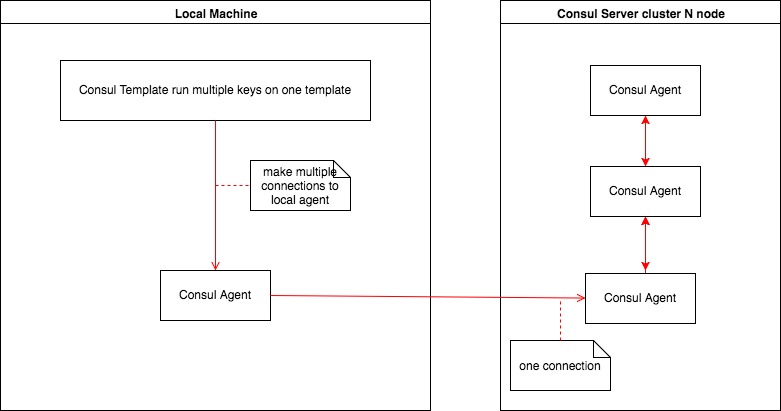 Local Machine
Consul Server cluster N node
Consul Template run multiple keys on one template
Consul Agent
make multiple
connections to
local agent
Consul Agent
Consul Agent
Consul Agent
one connection